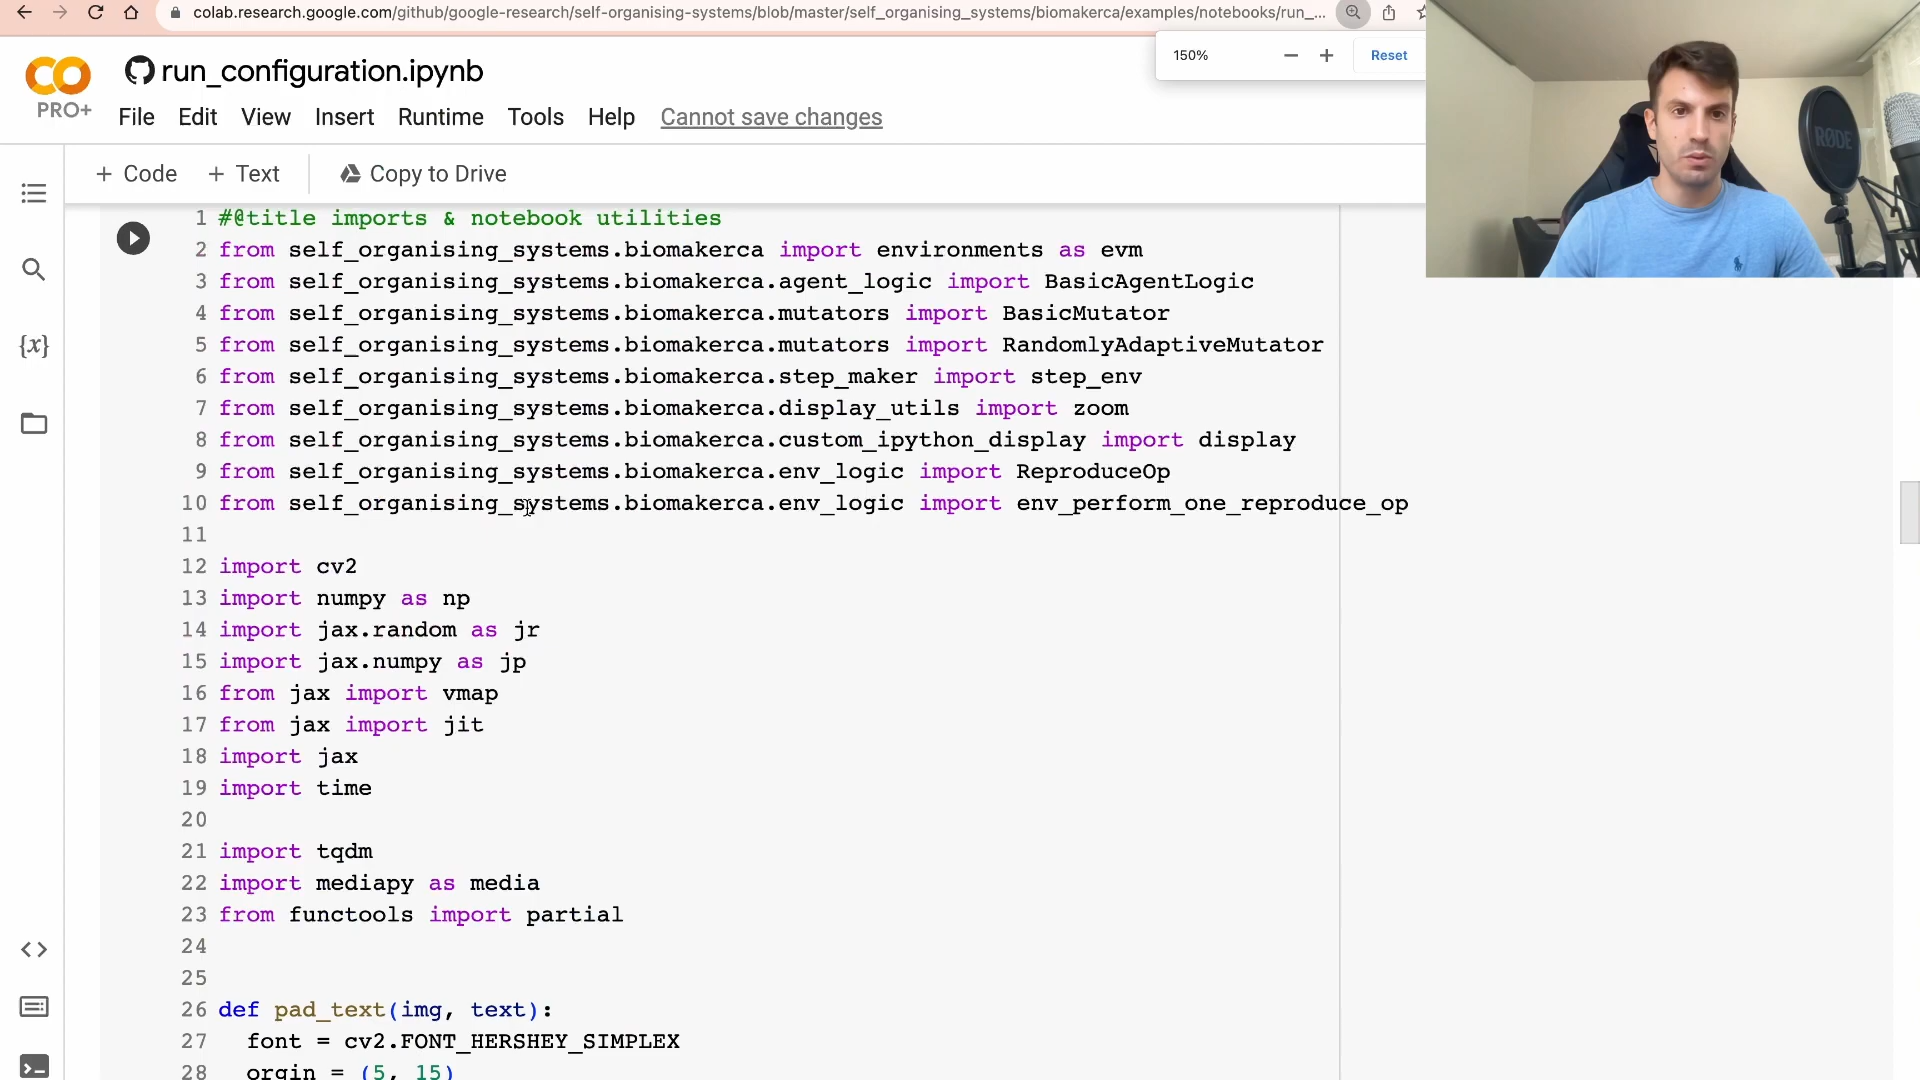 colab.research.google.com/github/google-research/self-organising-systems/blob/master/self_organising_systems/biomakerca/examples/notebooks/run_...
150%
Reset
run_configuration.ipynb
PRO+
File Edit View Insert Runtime Tools Help Cannot save changes
+ Code + Text Copy to Drive
{x}
1 #@title imports & notebook utilities
2 from self_organising_systems.biomakerca import environments as evm
3 from self_organising_systems.biomakerca.agent_logic import BasicAgentLogic
4 from self_organising_systems.biomakerca.mutators import BasicMutator
5 from self_organising_systems.biomakerca.mutators import RandomlyAdaptiveMutator
6 from self_organising_systems.biomakerca.step_maker import step_env
7 from self_organising_systems.biomakerca.display_utils import zoom
8 from self_organising_systems.biomakerca.custom_ipython_display import display
9 from self_organising_systems.biomakerca.env_logic import ReproduceOp
10 from self_organising_systems.biomakerca.env_logic import env_perform_one_reproduce_op
11
12 import cv2
13 import numpy as np
14 import jax.random as jr
15 import jax.numpy as jp
16 from jax import vmap
17 from jax import jit
18 import jax
19 import time
20
21 import tqdm
22 import mediapy as media
23 from functools import partial
24
25
26 def pad_text(img, text):
27 font = cv2.FONT_HERSHEY_SIMPLEX
28 orgin = (5, 15)
RØDE